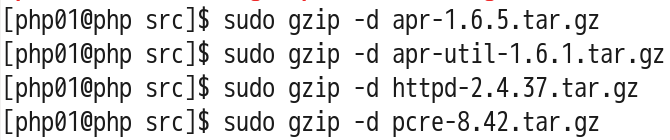 [php01@php src]$ sudo gzip -d apr-1.6.5.tar.gz
[php01@php src]$ sudo gzip -d apr-util-1.6.1.tar.gz
[php01@php src]$ sudo gzip -d httpd-2.4.37.tar.gz
[php01@php src]$ sudo gzip -d pcre-8.42.tar.gz